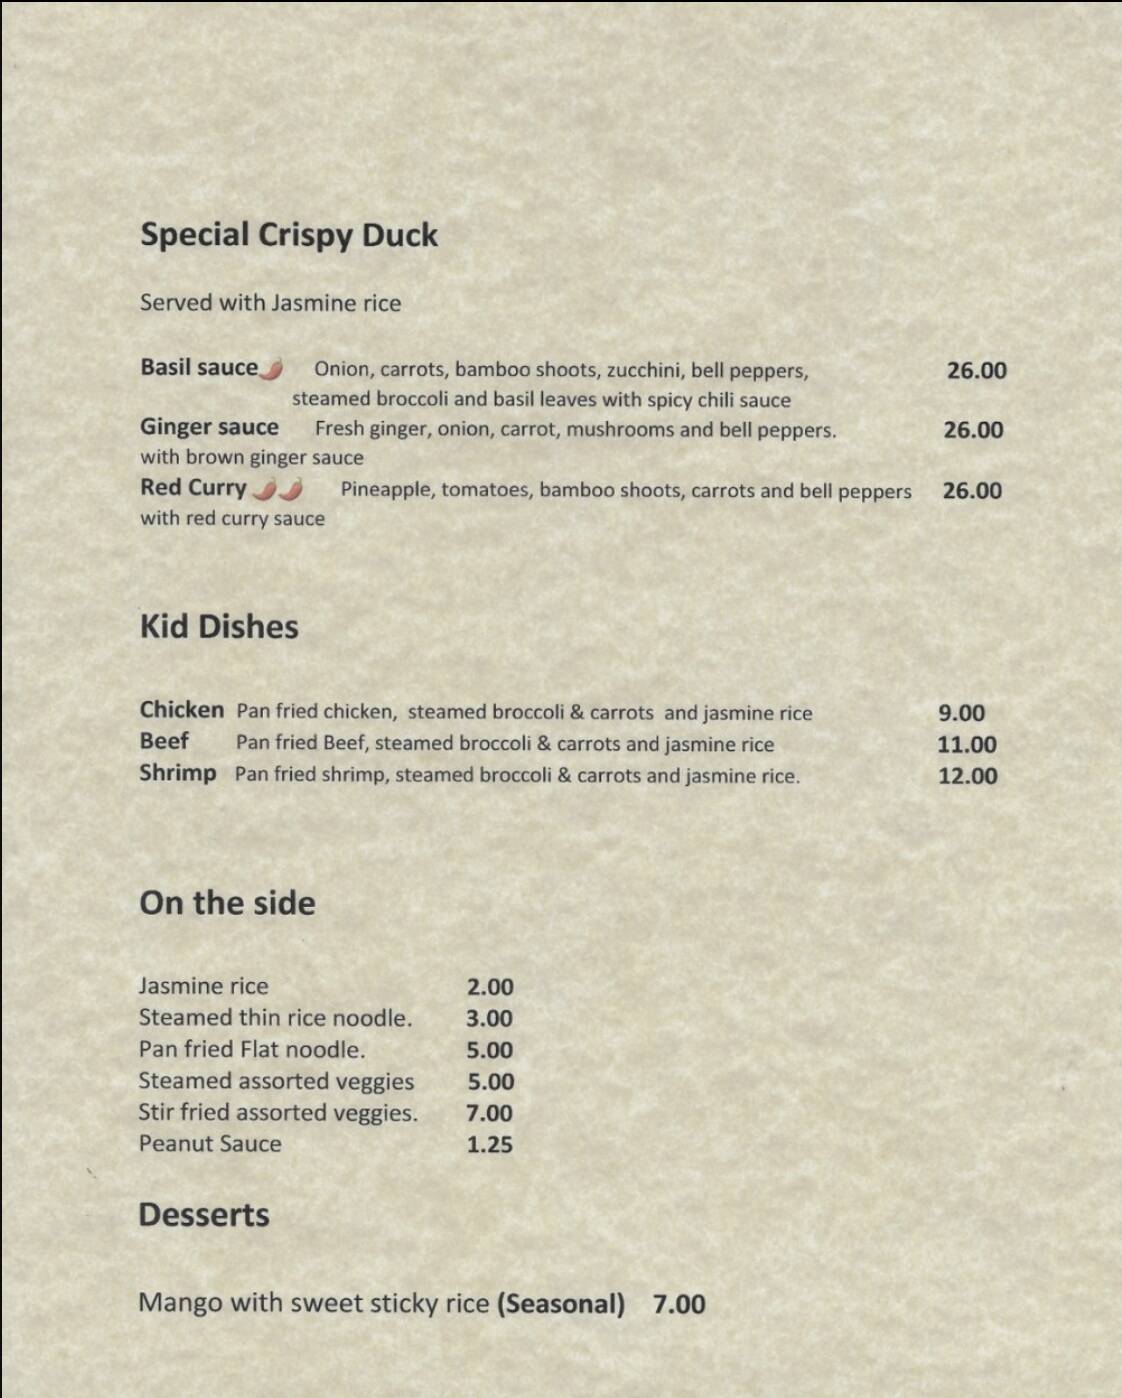 Special Crispy Duck
Served with Jasmine rice
Basil sauce🌶 Onion, carrots, bamboo shoots, zucchini, bell peppers, 26.00
steamed broccoli and basil leaves with spicy chili sauce
Ginger sauce Fresh ginger, onion, carrot, mushrooms and bell peppers. 26.00
with brown ginger sauce
Red Curry 🌶🌶 Pineapple, tomatoes, bamboo shoots, carrots and bell peppers 26.00
with red curry sauce
Kid Dishes
Chicken Pan fried chicken, steamed broccoli & carrots and jasmine rice 9.00
Beef Pan fried Beef, steamed broccoli & carrots and jasmine rice 11.00
Shrimp Pan fried shrimp, steamed broccoli & carrots and jasmine rice. 12.00
On the side
Jasmine rice 2.00
Steamed thin rice noodle. 3.00
Pan fried Flat noodle. 5.00
Steamed assorted veggies 5.00
Stir fried assorted veggies. 7.00
Peanut Sauce 1.25
Desserts
Mango with sweet sticky rice (Seasonal) 7.00